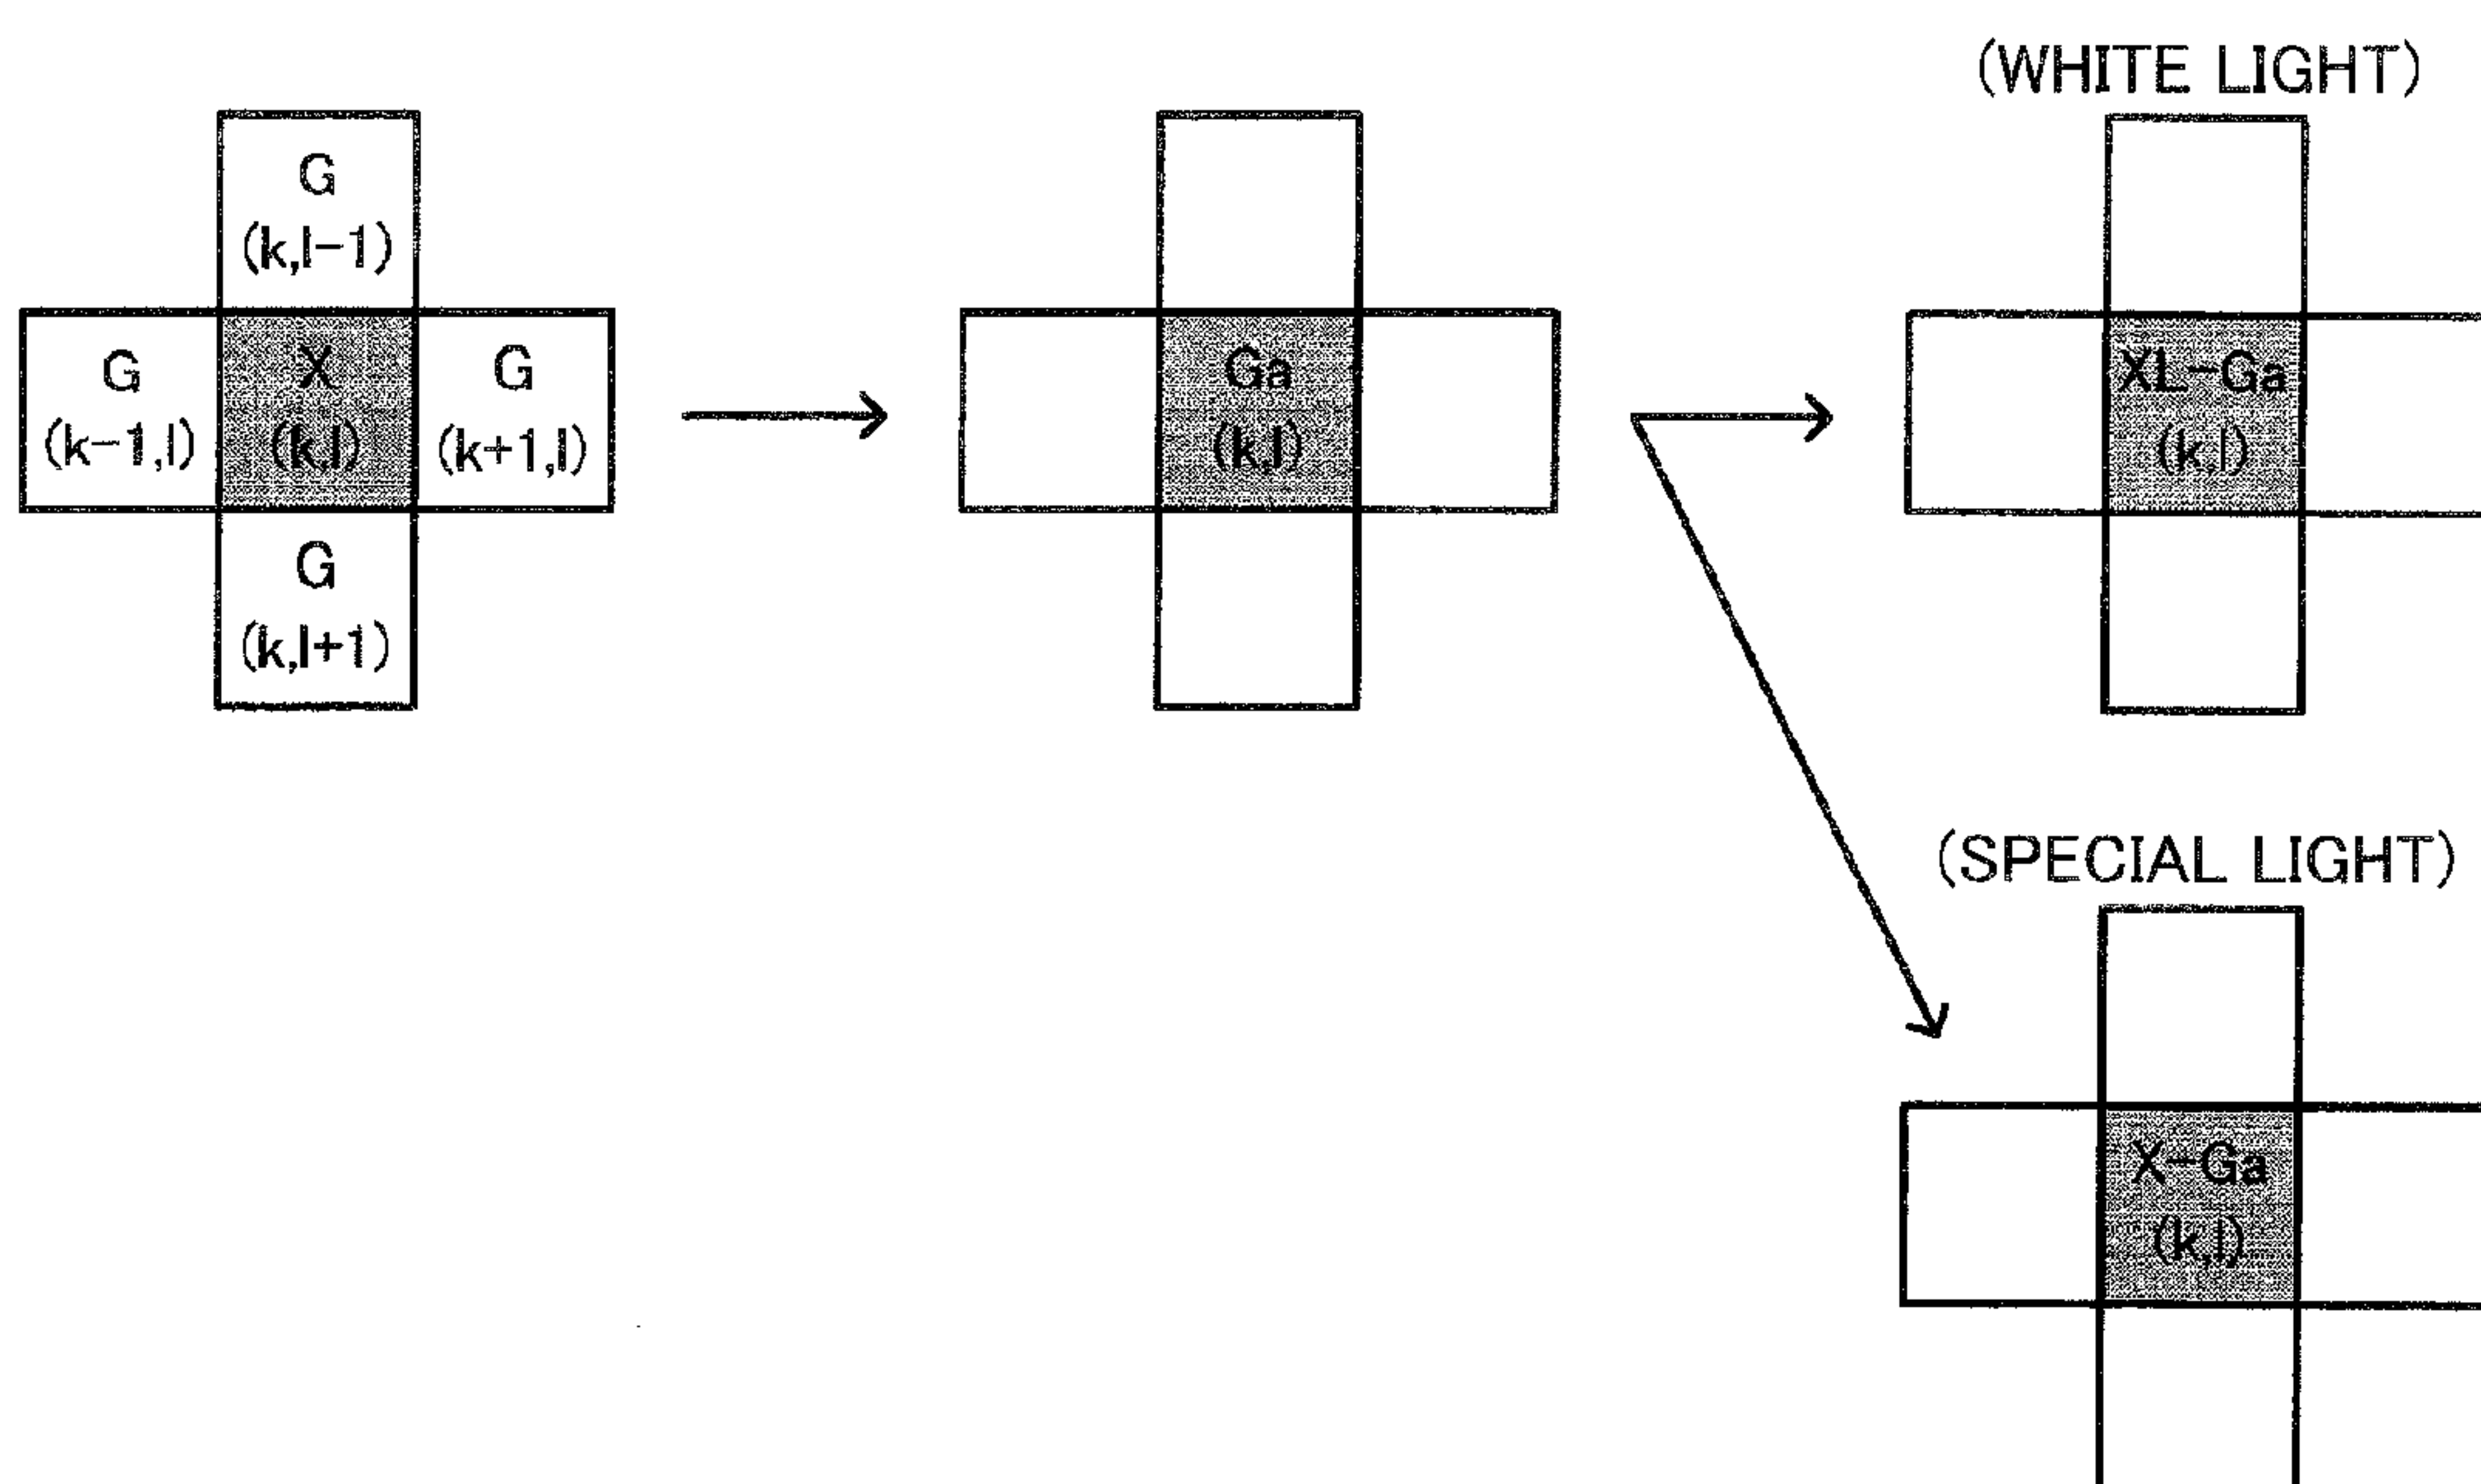 G
(k,l-1)
G
(k-1,l)
X
(k,l)
G
(k+1,l)
G
(k,l+1)
Ga
(k,l)
(WHITE LIGHT)
XL-Ga
(k,l)
(SPECIAL LIGHT)
X-Ga
(k,l)